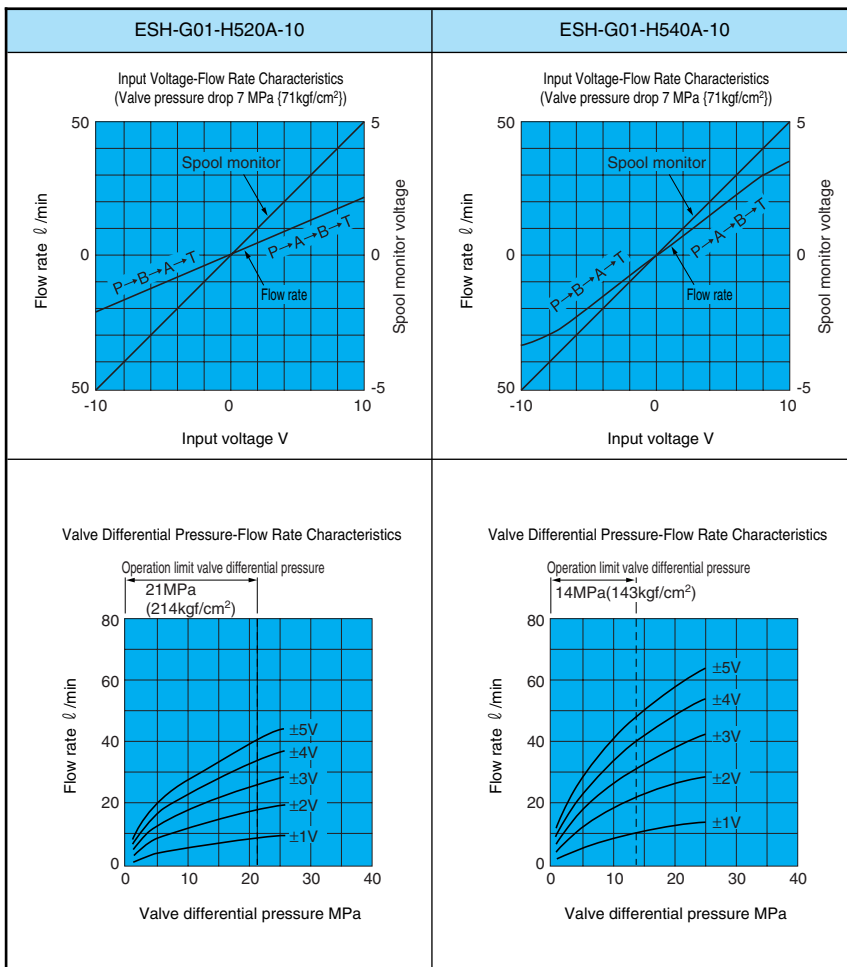 ESH-G01-H520A-10
ESH-G01-H540A-10
Input Voltage-Flow Rate Characteristics
(Valve pressure drop 7 MPa {71kgf/cm²})
50
0
50
Flow rate ℓ /min
5
0
-5
Spool monitor voltage
Spool monitor
P→B→A→T
P→A→B→T
Flow rate
-10
0
10
Input voltage V
Input Voltage-Flow Rate Characteristics
(Valve pressure drop 7 MPa {71kgf/cm²})
50
0
50
Flow rate ℓ /min
5
0
-5
Spool monitor voltage
Spool monitor
P→A→B→T
P→B→A→T
Flow rate
-10
0
10
Input voltage V
Valve Differential Pressure-Flow Rate Characteristics
Operation limit valve differential pressure
21MPa
(214kgf/cm²)
80
60
40
20
0
Flow rate ℓ /min
±5V
±4V
±3V
±2V
±1V
0
10
20
30
40
Valve differential pressure MPa
Valve Differential Pressure-Flow Rate Characteristics
Operation limit valve differential pressure
14MPa(143kgf/cm²)
80
60
40
20
0
Flow rate ℓ /min
±5V
±4V
±3V
±2V
±1V
0
10
20
30
40
Valve differential pressure MPa